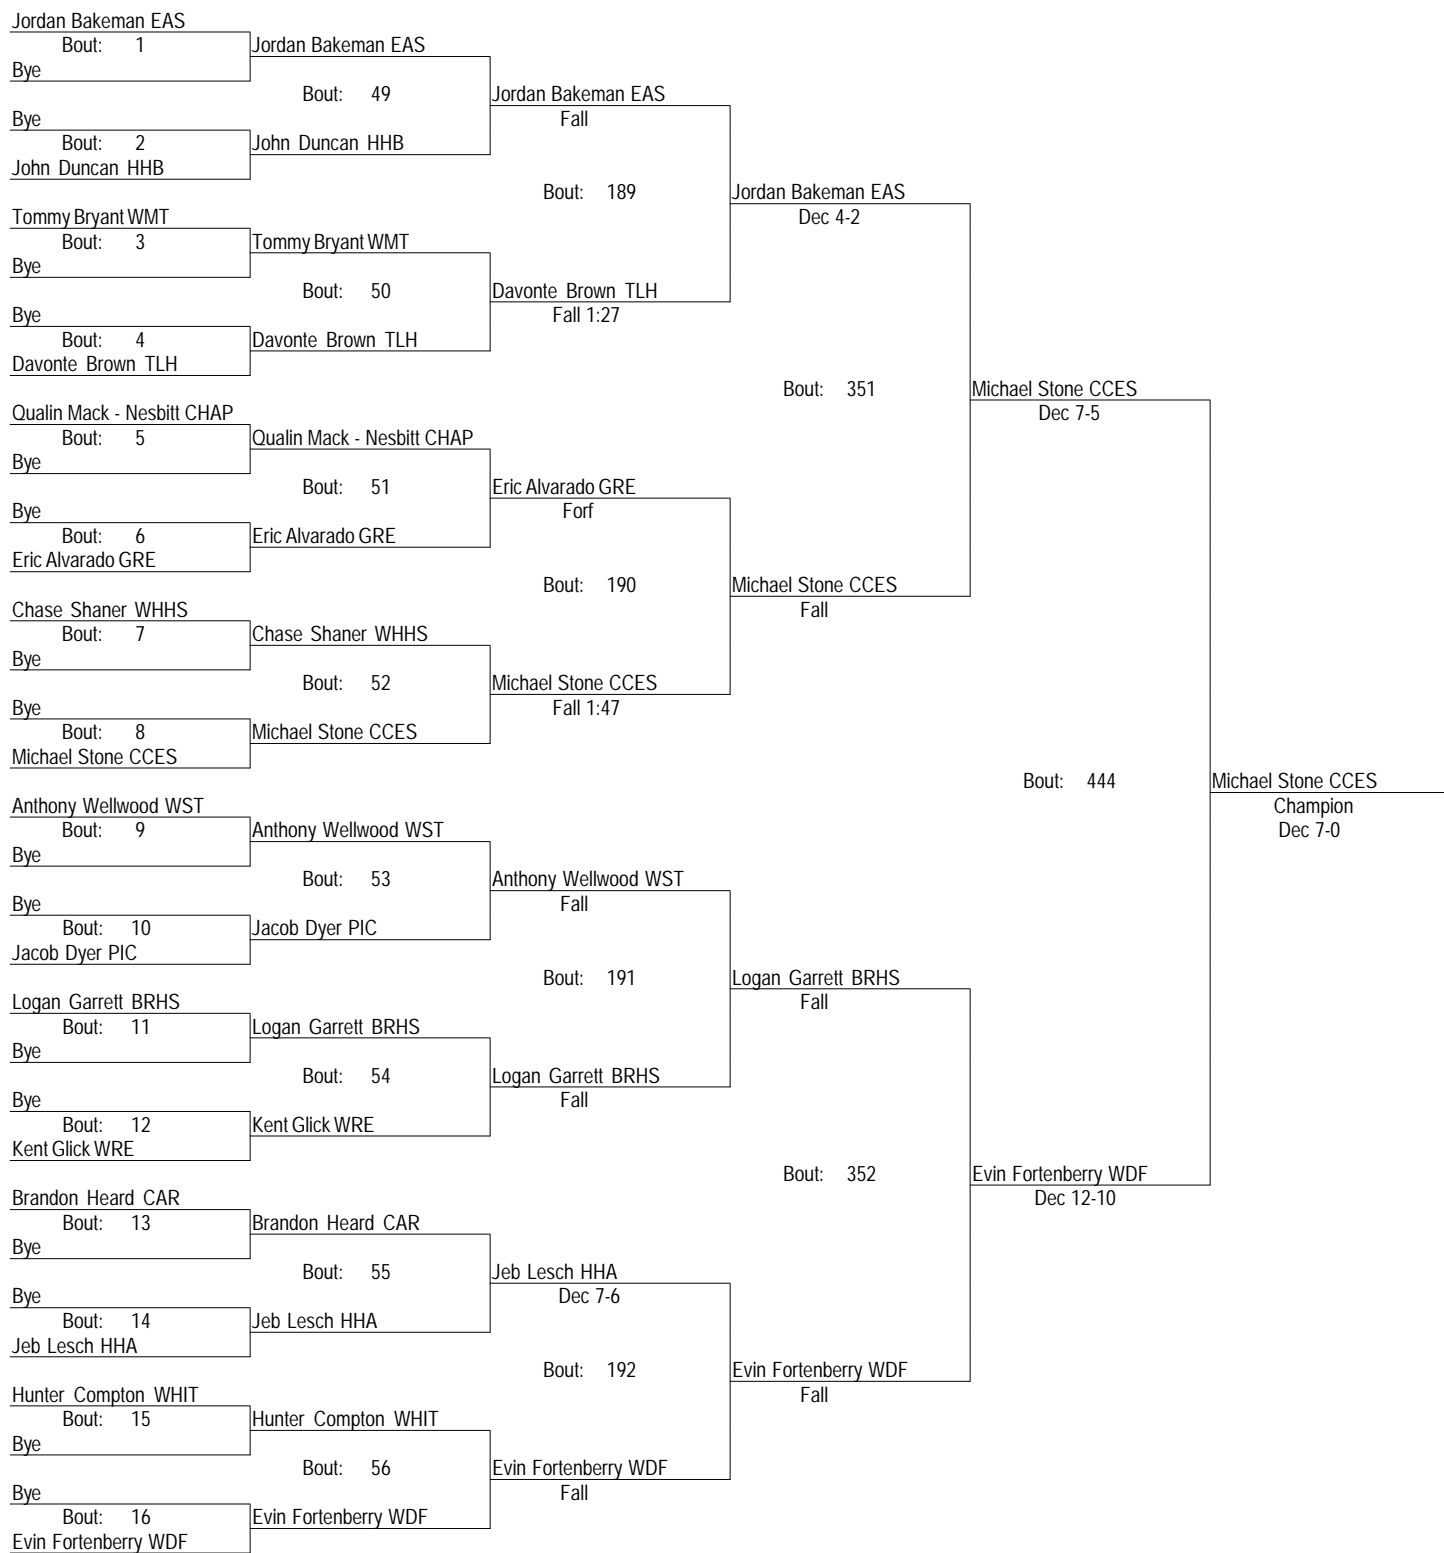 Jordan Bakeman EAS
Bout: 1
Jordan Bakeman EAS
Bye
Bout: 49
Jordan Bakeman EAS
Bye
Fall
Bout: 2
John Duncan HHB
John Duncan HHB
Bout: 189
Jordan Bakeman EAS
Tommy Bryant WMT
Dec 4-2
Bout: 3
Tommy Bryant WMT
Bye
Bout: 50
Davonte Brown TLH
Bye
Fall 1:27
Bout: 4
Davonte Brown TLH
Davonte Brown TLH
Bout: 351
Michael Stone CCES
Qualin Mack - Nesbitt CHAP
Dec 7-5
Bout: 5
Qualin Mack - Nesbitt CHAP
Bye
Bout: 51
Eric Alvarado GRE
Bye
Forf
Bout: 6
Eric Alvarado GRE
Eric Alvarado GRE
Bout: 190
Michael Stone CCES
Chase Shaner WHHS
Fall
Bout: 7
Chase Shaner WHHS
Bye
Bout: 52
Michael Stone CCES
Bye
Fall 1:47
Bout: 8
Michael Stone CCES
Michael Stone CCES
Bout: 444
Michael Stone CCES
Anthony Wellwood WST
Champion
Bout: 9
Anthony Wellwood WST
Dec 7-0
Bye
Bout: 53
Anthony Wellwood WST
Bye
Fall
Bout: 10
Jacob Dyer PIC
Jacob Dyer PIC
Bout: 191
Logan Garrett BRHS
Logan Garrett BRHS
Fall
Bout: 11
Logan Garrett BRHS
Bye
Bout: 54
Logan Garrett BRHS
Bye
Fall
Bout: 12
Kent Glick WRE
Kent Glick WRE
Bout: 352
Evin Fortenberry WDF
Brandon Heard CAR
Dec 12-10
Bout: 13
Brandon Heard CAR
Bye
Bout: 55
Jeb Lesch HHA
Bye
Dec 7-6
Bout: 14
Jeb Lesch HHA
Jeb Lesch HHA
Bout: 192
Evin Fortenberry WDF
Hunter Compton WHIT
Fall
Bout: 15
Hunter Compton WHIT
Bye
Bout: 56
Evin Fortenberry WDF
Bye
Fall
Bout: 16
Evin Fortenberry WDF
Evin Fortenberry WDF